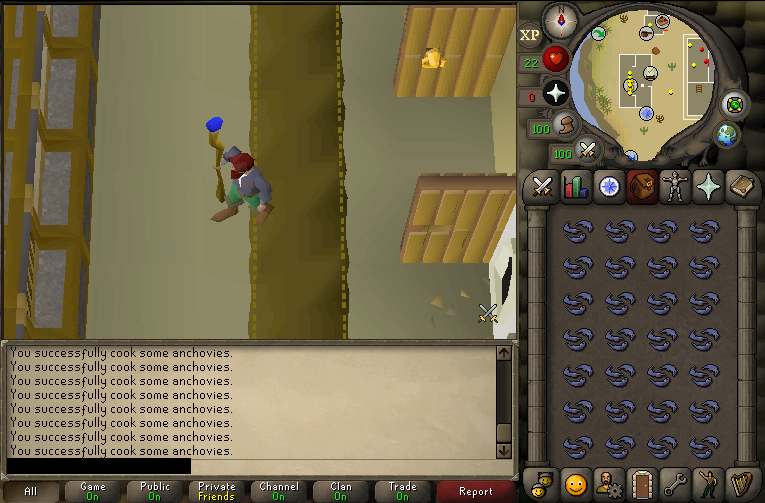 N
XP
22
0
100
100
You successfully cook some anchovies.
You successfully cook some anchovies.
You successfully cook some anchovies.
You successfully cook some anchovies.
You successfully cook some anchovies.
You successfully cook some anchovies.
You successfully cook some anchovies.
You successfully cook some anchovies.
All
Game
On
Public
On
Private
Friends
Channel
On
Clan
On
Trade
On
Report